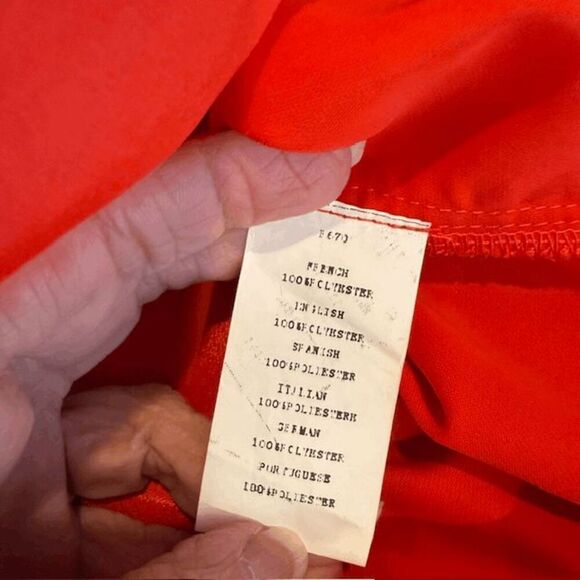 FRENCH
100%POLYESTER
ENGLISH
100%POLYESTER
SPANISH
100%POLIESTER
ITALIAN
100%POLIESTERE
GERMAN
100%POLYESTER
PORTUGUESE
100%POLIESTER